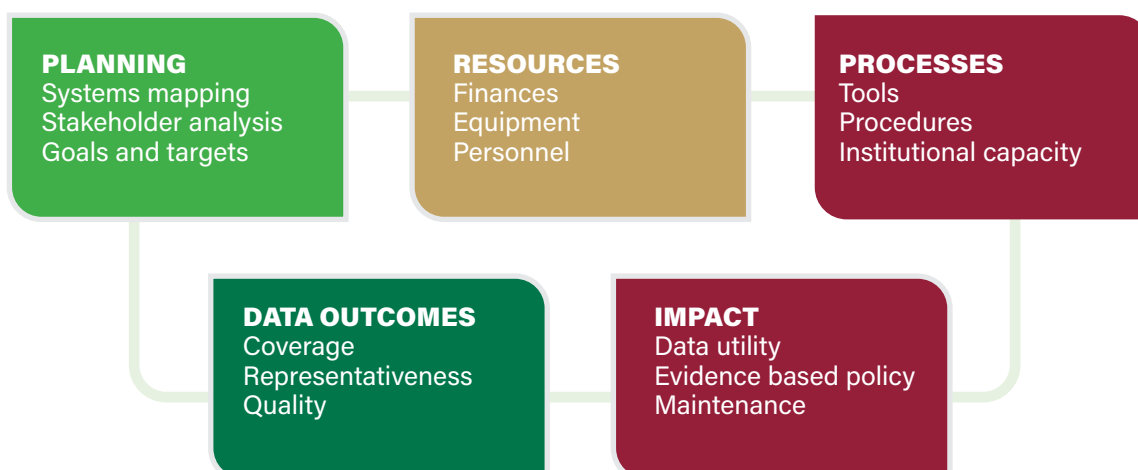 PLANNING
Systems mapping
Stakeholder analysis
Goals and targets
RESOURCES
Finances
Equipment
Personnel
PROCESSES
Tools
Procedures
Institutional capacity
DATA OUTCOMES
Coverage
Representativeness
Quality
IMPACT
Data utility
Evidence based policy
Maintenance